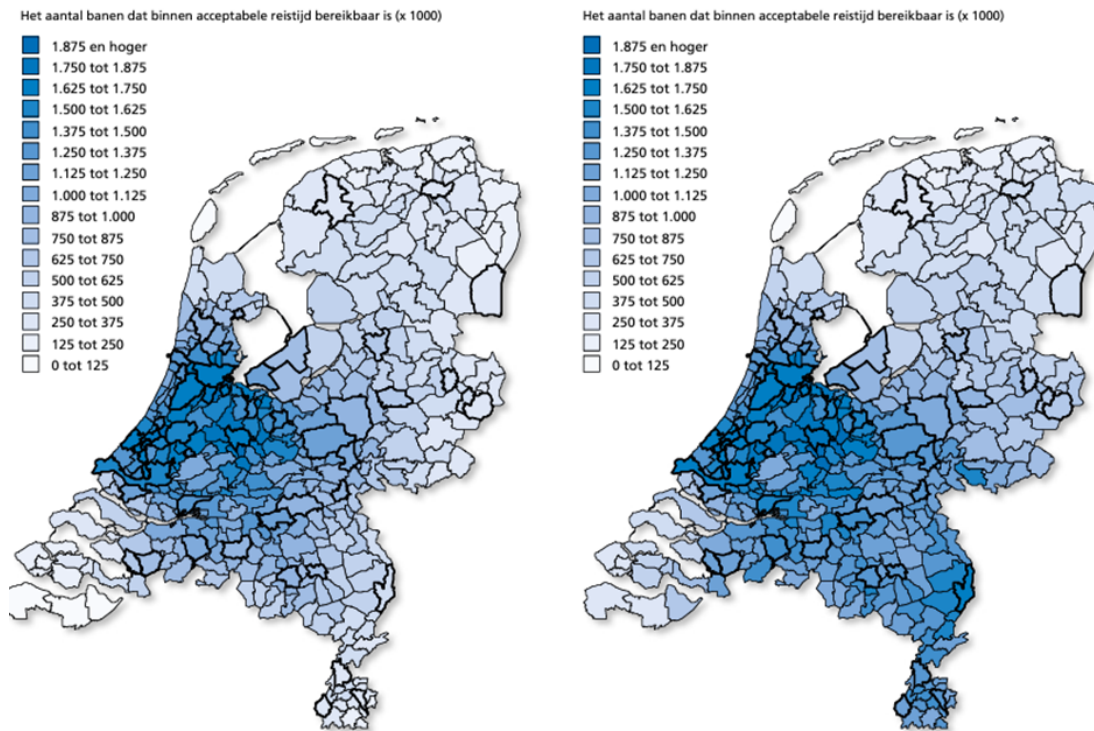 Het aantal banen dat binnen acceptabele reistijd bereikbaar is (x 1000)
1.875 en hoger
1.750 tot 1.875
1.625 tot 1.750
1.500 tot 1.625
1.375 tot 1.500
1.250 tot 1.375
1.125 tot 1.250
1.000 tot 1.125
875 tot 1.000
750 tot 875
625 tot 750
500 tot 625
375 tot 500
250 tot 375
125 tot 250
0 tot 125
Het aantal banen dat binnen acceptabele reistijd bereikbaar is (x 1000)
1.875 en hoger
1.750 tot 1.875
1.625 tot 1.750
1.500 tot 1.625
1.375 tot 1.500
1.250 tot 1.375
1.125 tot 1.250
1.000 tot 1.125
875 tot 1.000
750 tot 875
625 tot 750
500 tot 625
375 tot 500
250 tot 375
125 tot 250
0 tot 125